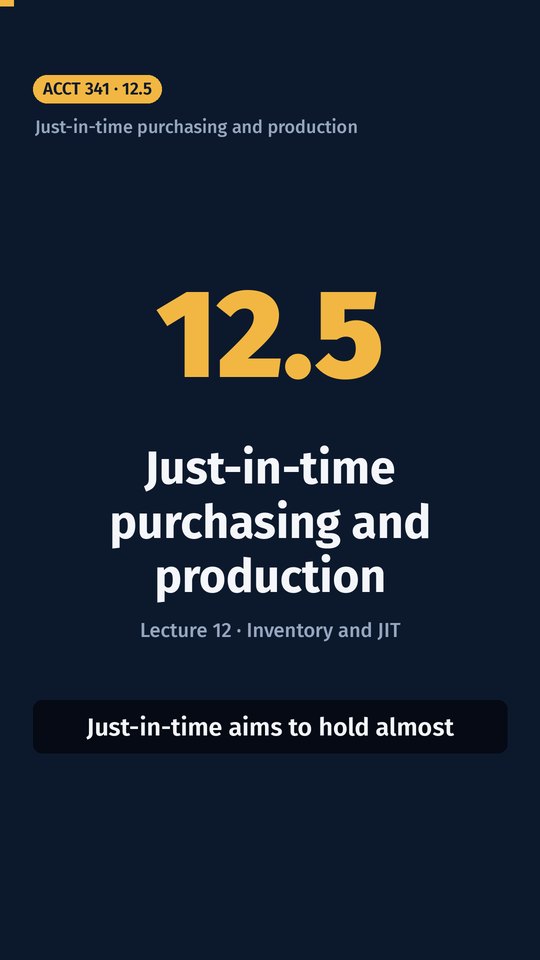 ACCT 341 · 12.5
Just-in-time purchasing and production
12.5
Just-in-time
purchasing and
production
Lecture 12 · Inventory and JIT
Just-in-time aims to hold almost